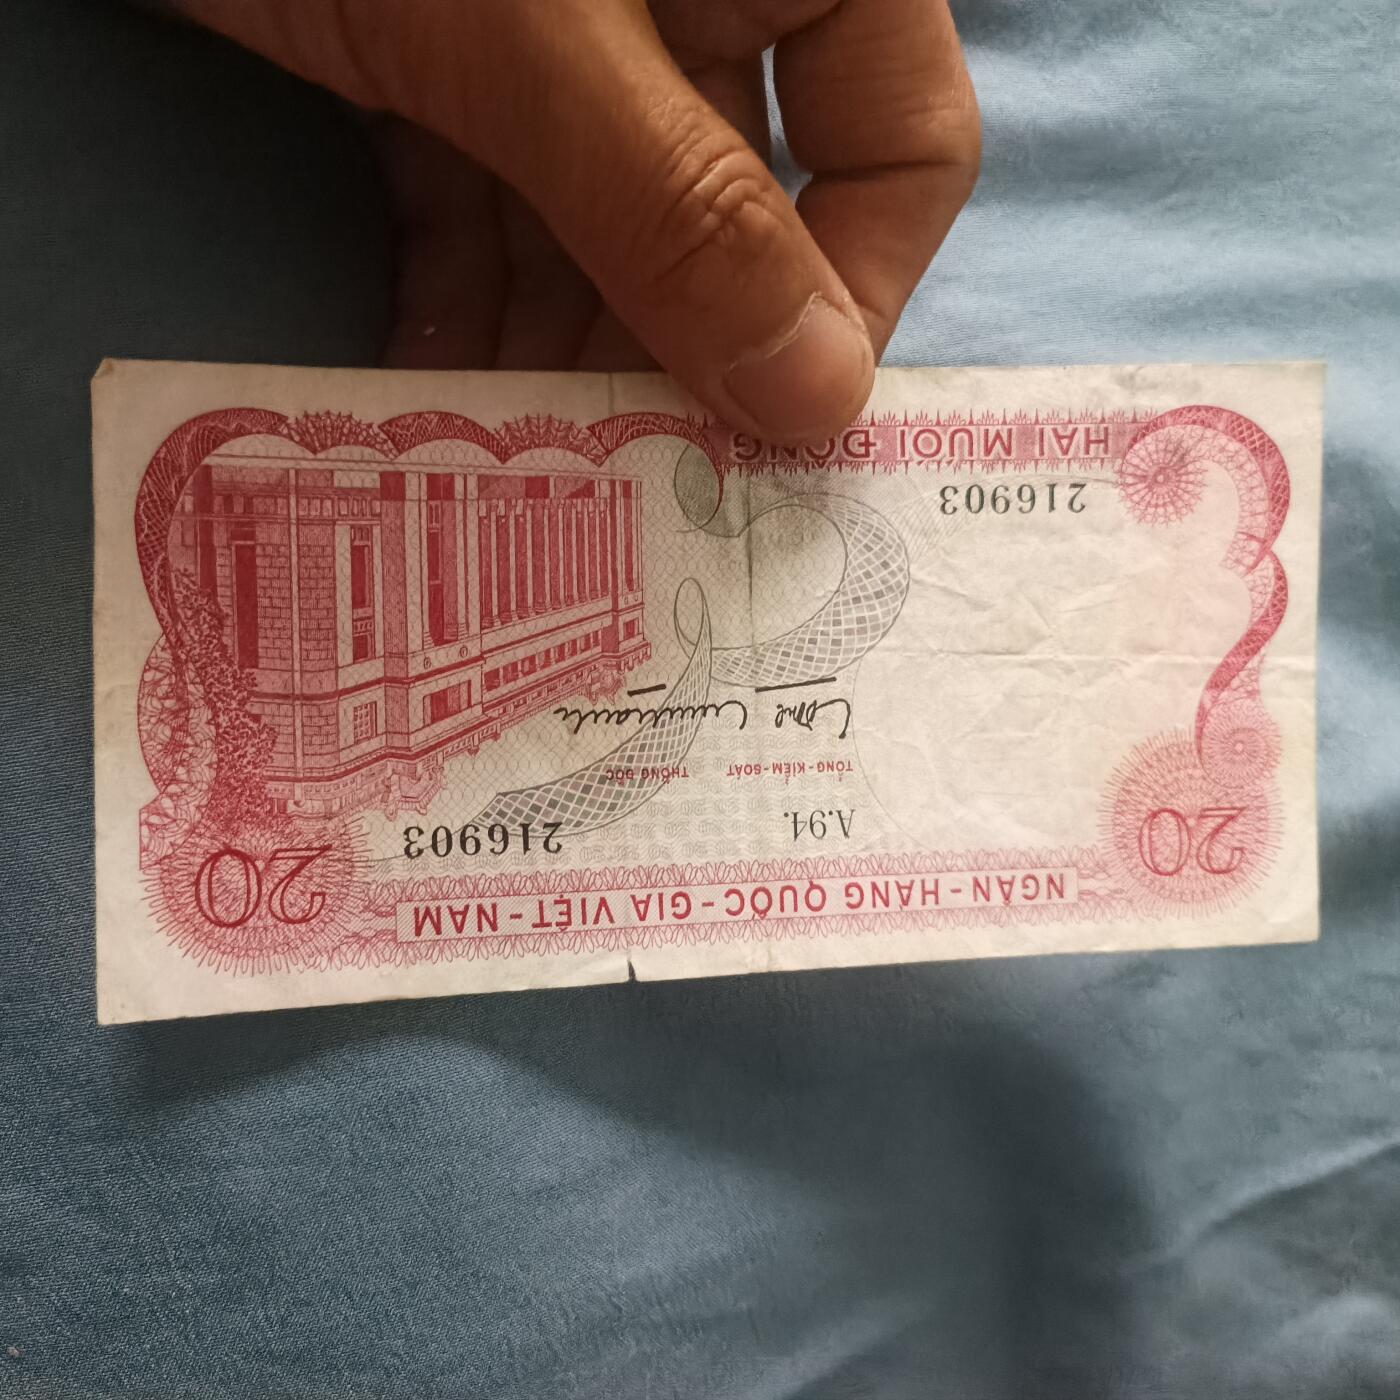 NGÂN-HÀNG QUỐC-GIA VIỆT-NAM
20
20
A.94.
216903
TỔNG-KIỂM-SOÁT
THỐNG ĐỐC
216903
HAI MƯƠI ĐỒNG